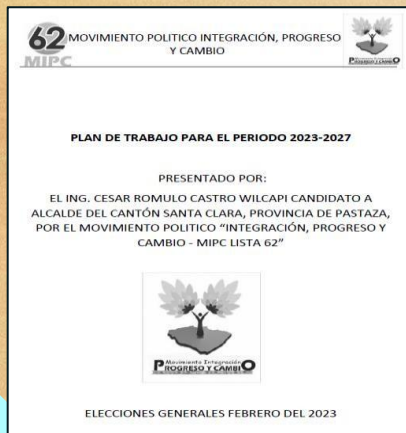 62 MOVIMIENTO POLITICO INTEGRACIÓN, PROGRESO
MIPC Y CAMBIO
PROGRESO Y CAMBIO
PLAN DE TRABAJO PARA EL PERIODO 2023-2027
PRESENTADO POR:
EL ING. CESAR ROMULO CASTRO WILCAPI CANDIDATO A
ALCALDE DEL CANTÓN SANTA CLARA, PROVINCIA DE PASTAZA,
POR EL MOVIMIENTO POLITICO "INTEGRACIÓN, PROGRESO Y
CAMBIO - MIPC LISTA 62"
Movimiento Integración
PROGRESO Y CAMBIO
ELECCIONES GENERALES FEBRERO DEL 2023